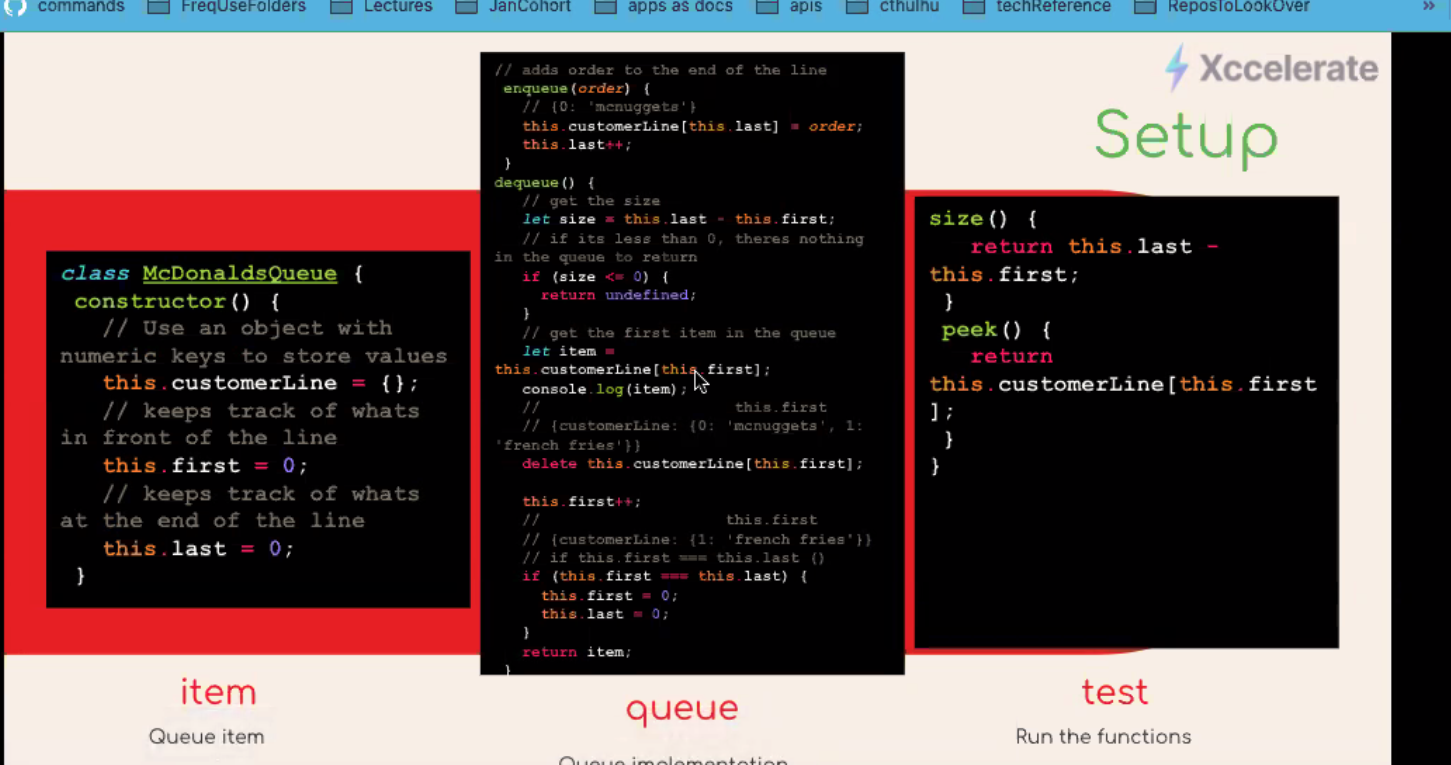 commands FreqUseFolders Lectures JanCohort apps as docs apis cthulhu techReference ReposToLookOver »
Xccelerate
Setup
class McDonaldsQueue {
constructor() {
// Use an object with
numeric keys to store values
this.customerLine = {};
// keeps track of whats
in front of the line
this.first = 0;
// keeps track of whats
at the end of the line
this.last = 0;
}
item
Queue item
// adds order to the end of the line
enqueue(order) {
// {0: 'mcnuggets'}
this.customerLine[this.last] = order;
this.last++;
}
dequeue() {
// get the size
let size = this.last - this.first;
// if its less than 0, theres nothing
in the queue to return
if (size <= 0) {
return undefined;
}
// get the first item in the queue
let item =
this.customerLine[this.first];
console.log(item);
// this.first
// {customerLine: {0: 'mcnuggets', 1:
'french fries'}}
delete this.customerLine[this.first];
this.first++;
// this.first
// {customerLine: {1: 'french fries'}}
// if this.first === this.last ()
if (this.first === this.last) {
this.first = 0;
this.last = 0;
}
return item;
}
queue
Queue implementation
size() {
return this.last -
this.first;
}
peek() {
return
this.customerLine[this.first
];
}
}
test
Run the functions